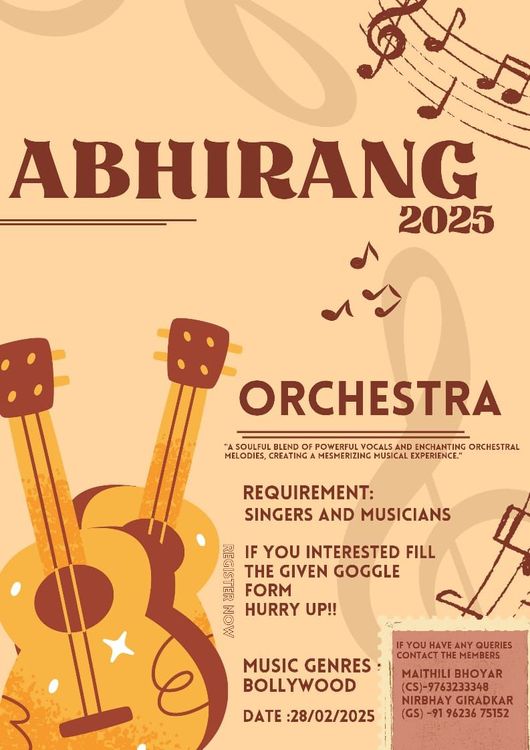 ABHIRANG
2025
ORCHESTRA
"A SOULFUL BLEND OF POWERFUL VOCALS AND ENCHANTING ORCHESTRAL
MELODIES, CREATING A MESMERIZING MUSICAL EXPERIENCE."
REQUIREMENT:
SINGERS AND MUSICIANS
IF YOU INTERESTED FILL
THE GIVEN GOGGLE
FORM
HURRY UP!!
REGISTER NOW
MUSIC GENRES :
BOLLYWOOD
DATE :28/02/2025
IF YOU HAVE ANY QUERIES
CONTACT THE MEMBERS
MAITHILI BHOYAR
(CS)-9763233348
NIRBHAY GIRADKAR
(GS) -91 96236 75152